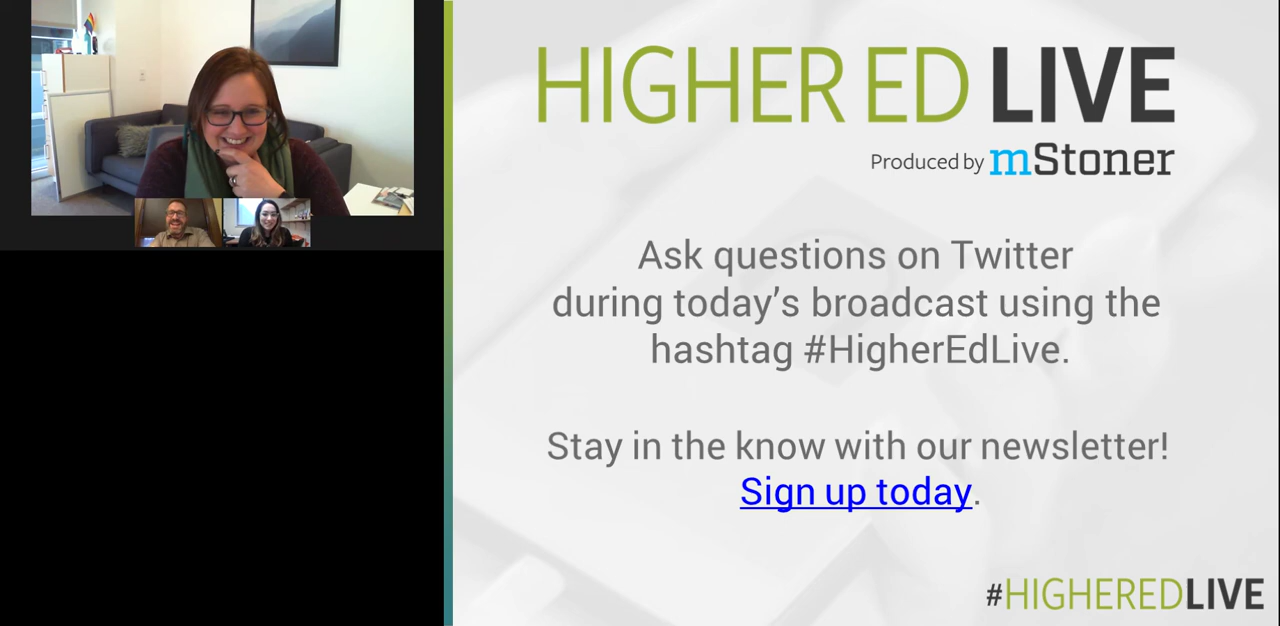 HIGHER ED LIVE
Produced by mStoner
Ask questions on Twitter
during today's broadcast using the
hashtag #HigherEdLive.
Stay in the know with our newsletter!
Sign up today.
#HIGHEREDLIVE